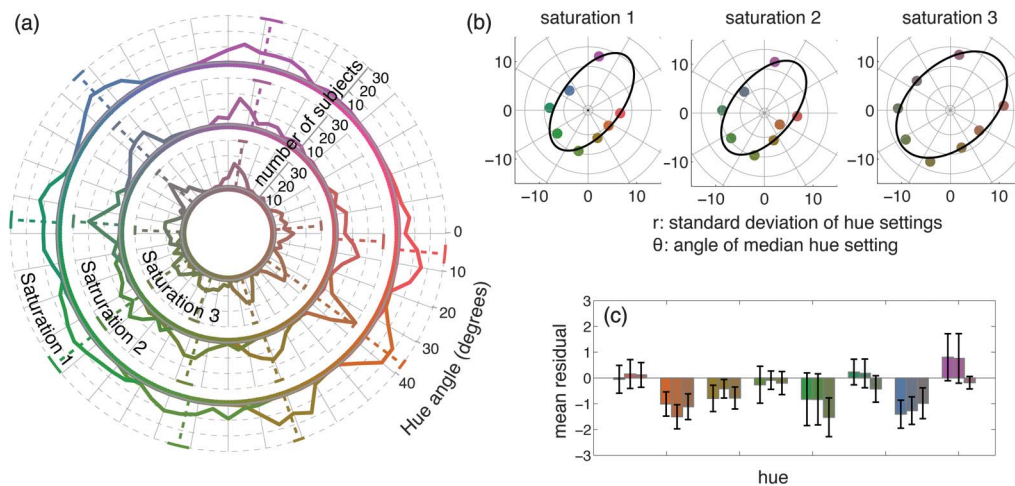 (a)
number of subjects
10
20
30
10
20
30
10
20
30
0
10
20
30
40
Hue angle (degrees)
Saturation 1
Satruration 2
Saturation 3
(b)
saturation 1
saturation 2
saturation 3
10
0
−10
−10
0
10
10
0
−10
−10
0
10
10
0
−10
−10
0
10
r: standard deviation of hue settings
θ: angle of median hue setting
(c)
mean residual
3
2
1
0
−1
−2
−3
hue